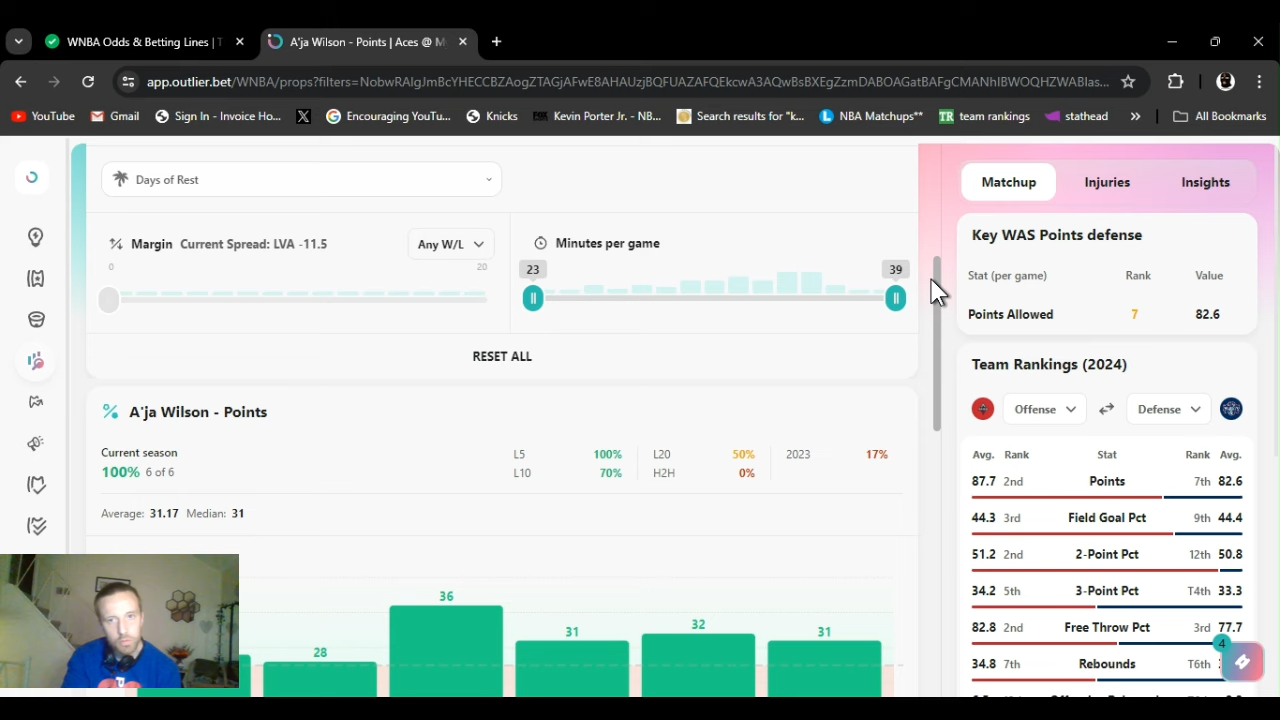 WNBA Odds & Betting Lines | T
A'ja Wilson - Points | Aces @ M
app.outlier.bet/WNBA/props?filters=NobwRAlgJmBcYHECCBZAogZTAGjAFwE8AHAUzjBQFUAZAFQEkcwA3AQwBsBXEgZzmDABOAGatBAFgCMANhIBWOQHZWABlas...
YouTube
Gmail
Sign In - Invoice Ho...
Encouraging YouTu...
Knicks
Kevin Porter Jr. - NB...
Search results for "k...
NBA Matchups**
TR team rankings
stathead
All Bookmarks
Days of Rest
Matchup Injuries Insights
Margin Current Spread: LVA -11.5 Any W/L
0 20
Minutes per game
23 39
RESET ALL
Key WAS Points defense
Stat (per game) Rank Value
Points Allowed 7 82.6
A'ja Wilson - Points
Current season
100% 6 of 6
L5 100% L20 50% 2023 17%
L10 70% H2H 0%
Average: 31.17 Median: 31
28
36
31
32
31
Team Rankings (2024)
Offense Defense
Avg. Rank Stat Rank Avg.
87.7 2nd Points 7th 82.6
44.3 3rd Field Goal Pct 9th 44.4
51.2 2nd 2-Point Pct 12th 50.8
34.2 5th 3-Point Pct T4th 33.3
82.8 2nd Free Throw Pct 3rd 77.7
34.8 7th Rebounds T6th
4